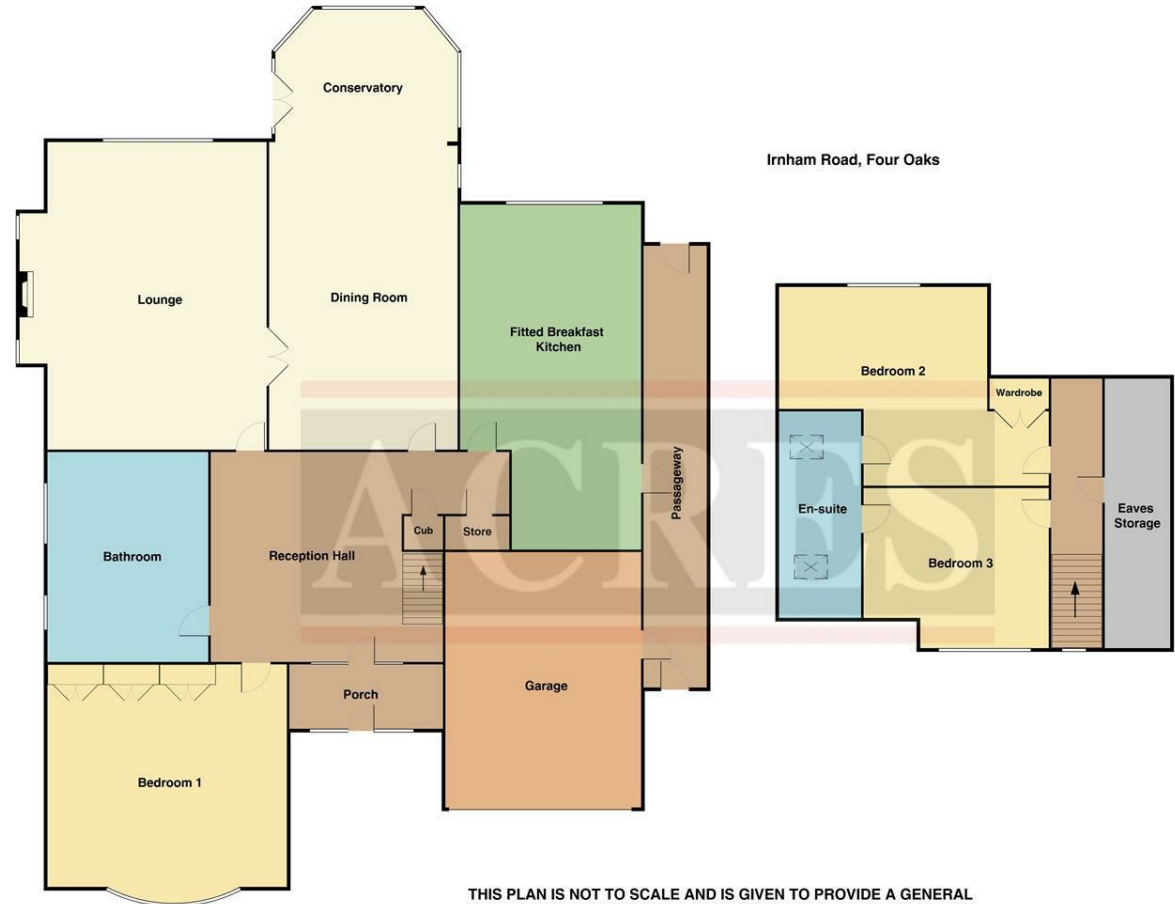 Conservatory
Irnham Road, Four Oaks
Lounge
Dining Room
Fitted Breakfast
Kitchen
Passageway
Bathroom
Reception Hall
Cub
Store
Porch
Garage
Bedroom 1
Bedroom 2
Wardrobe
En-suite
Bedroom 3
Eaves
Storage
ACRES
THIS PLAN IS NOT TO SCALE AND IS GIVEN TO PROVIDE A GENERAL